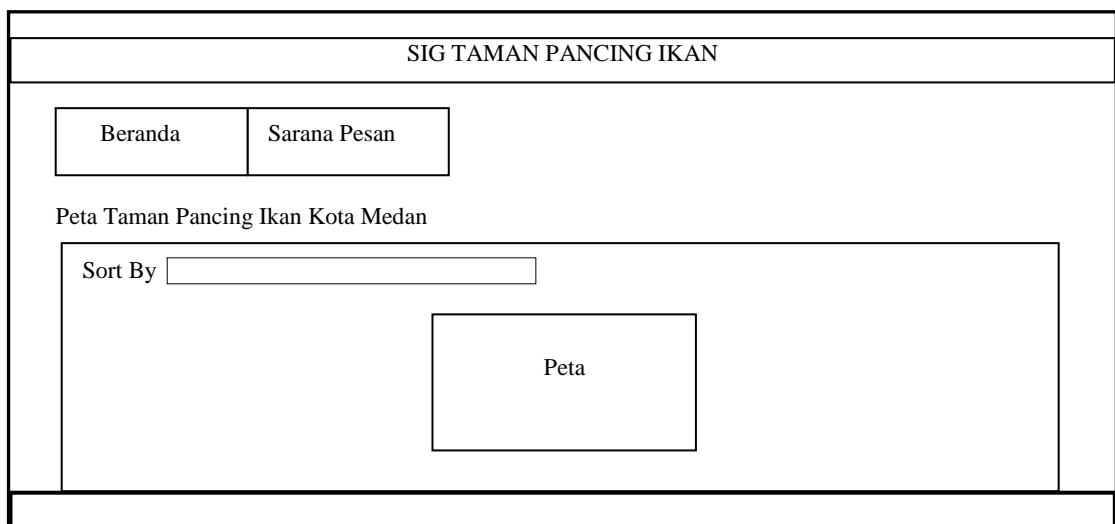 SIG TAMAN PANCING IKAN
Beranda
Sarana Pesan
Peta Taman Pancing Ikan Kota Medan
Sort By
Peta